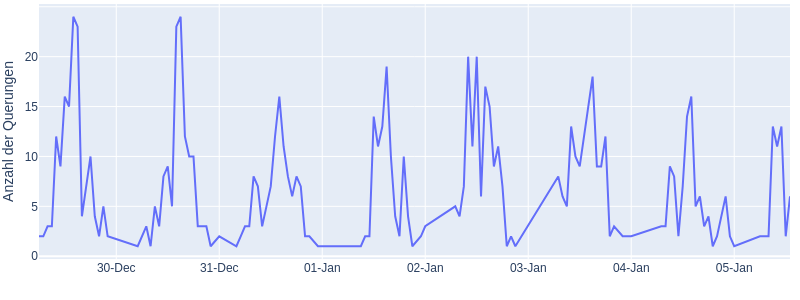 Anzahl der Querungen
20
15
10
5
0
30-Dec
31-Dec
01-Jan
02-Jan
03-Jan
04-Jan
05-Jan